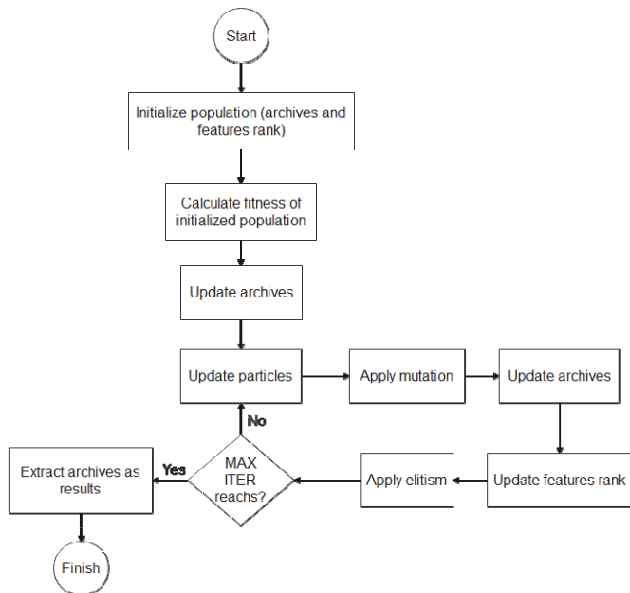 Start
Initialize population (archives and
features rank)
Calculate fitness of
initialized population
Update archives
Update particles
Apply mutation
Update archives
No
Extract archives as
results
Yes
MAX
ITER
reachs?
Apply elitism
Update features rank
Finish